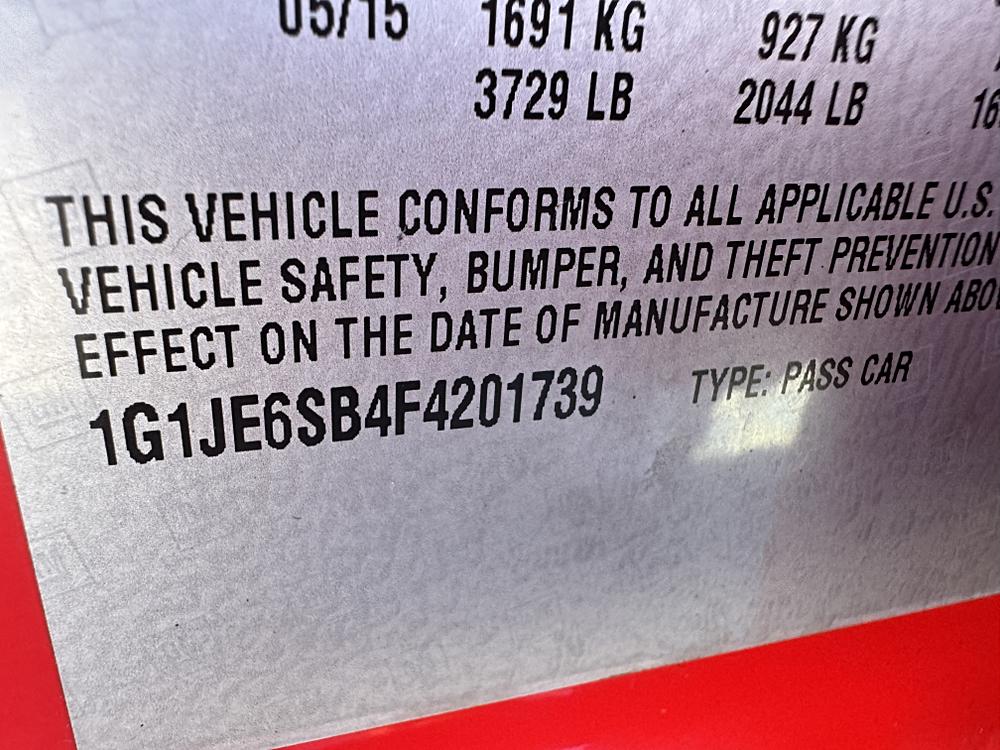 05/15 1691 KG 927 KG
3729 LB 2044 LB 16
THIS VEHICLE CONFORMS TO ALL APPLICABLE U.S.
VEHICLE SAFETY, BUMPER, AND THEFT PREVENTION
EFFECT ON THE DATE OF MANUFACTURE SHOWN
1G1JE6SB4F4201739 TYPE: PASS CAR